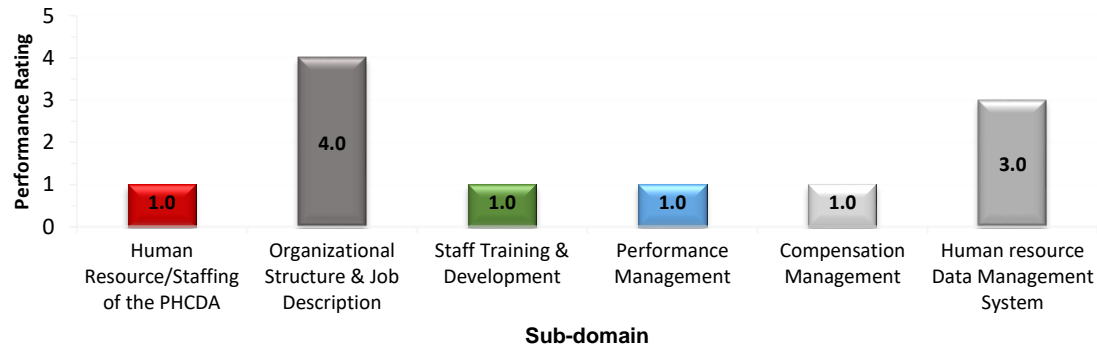 Performance Rating
5
4
3
2
1
0
1.0
4.0
1.0
1.0
1.0
3.0
Human
Resource/Staffing
of the PHCDA
Organizational
Structure & Job
Description
Staff Training &
Development
Performance
Management
Compensation
Management
Human resource
Data Management
System
Sub-domain